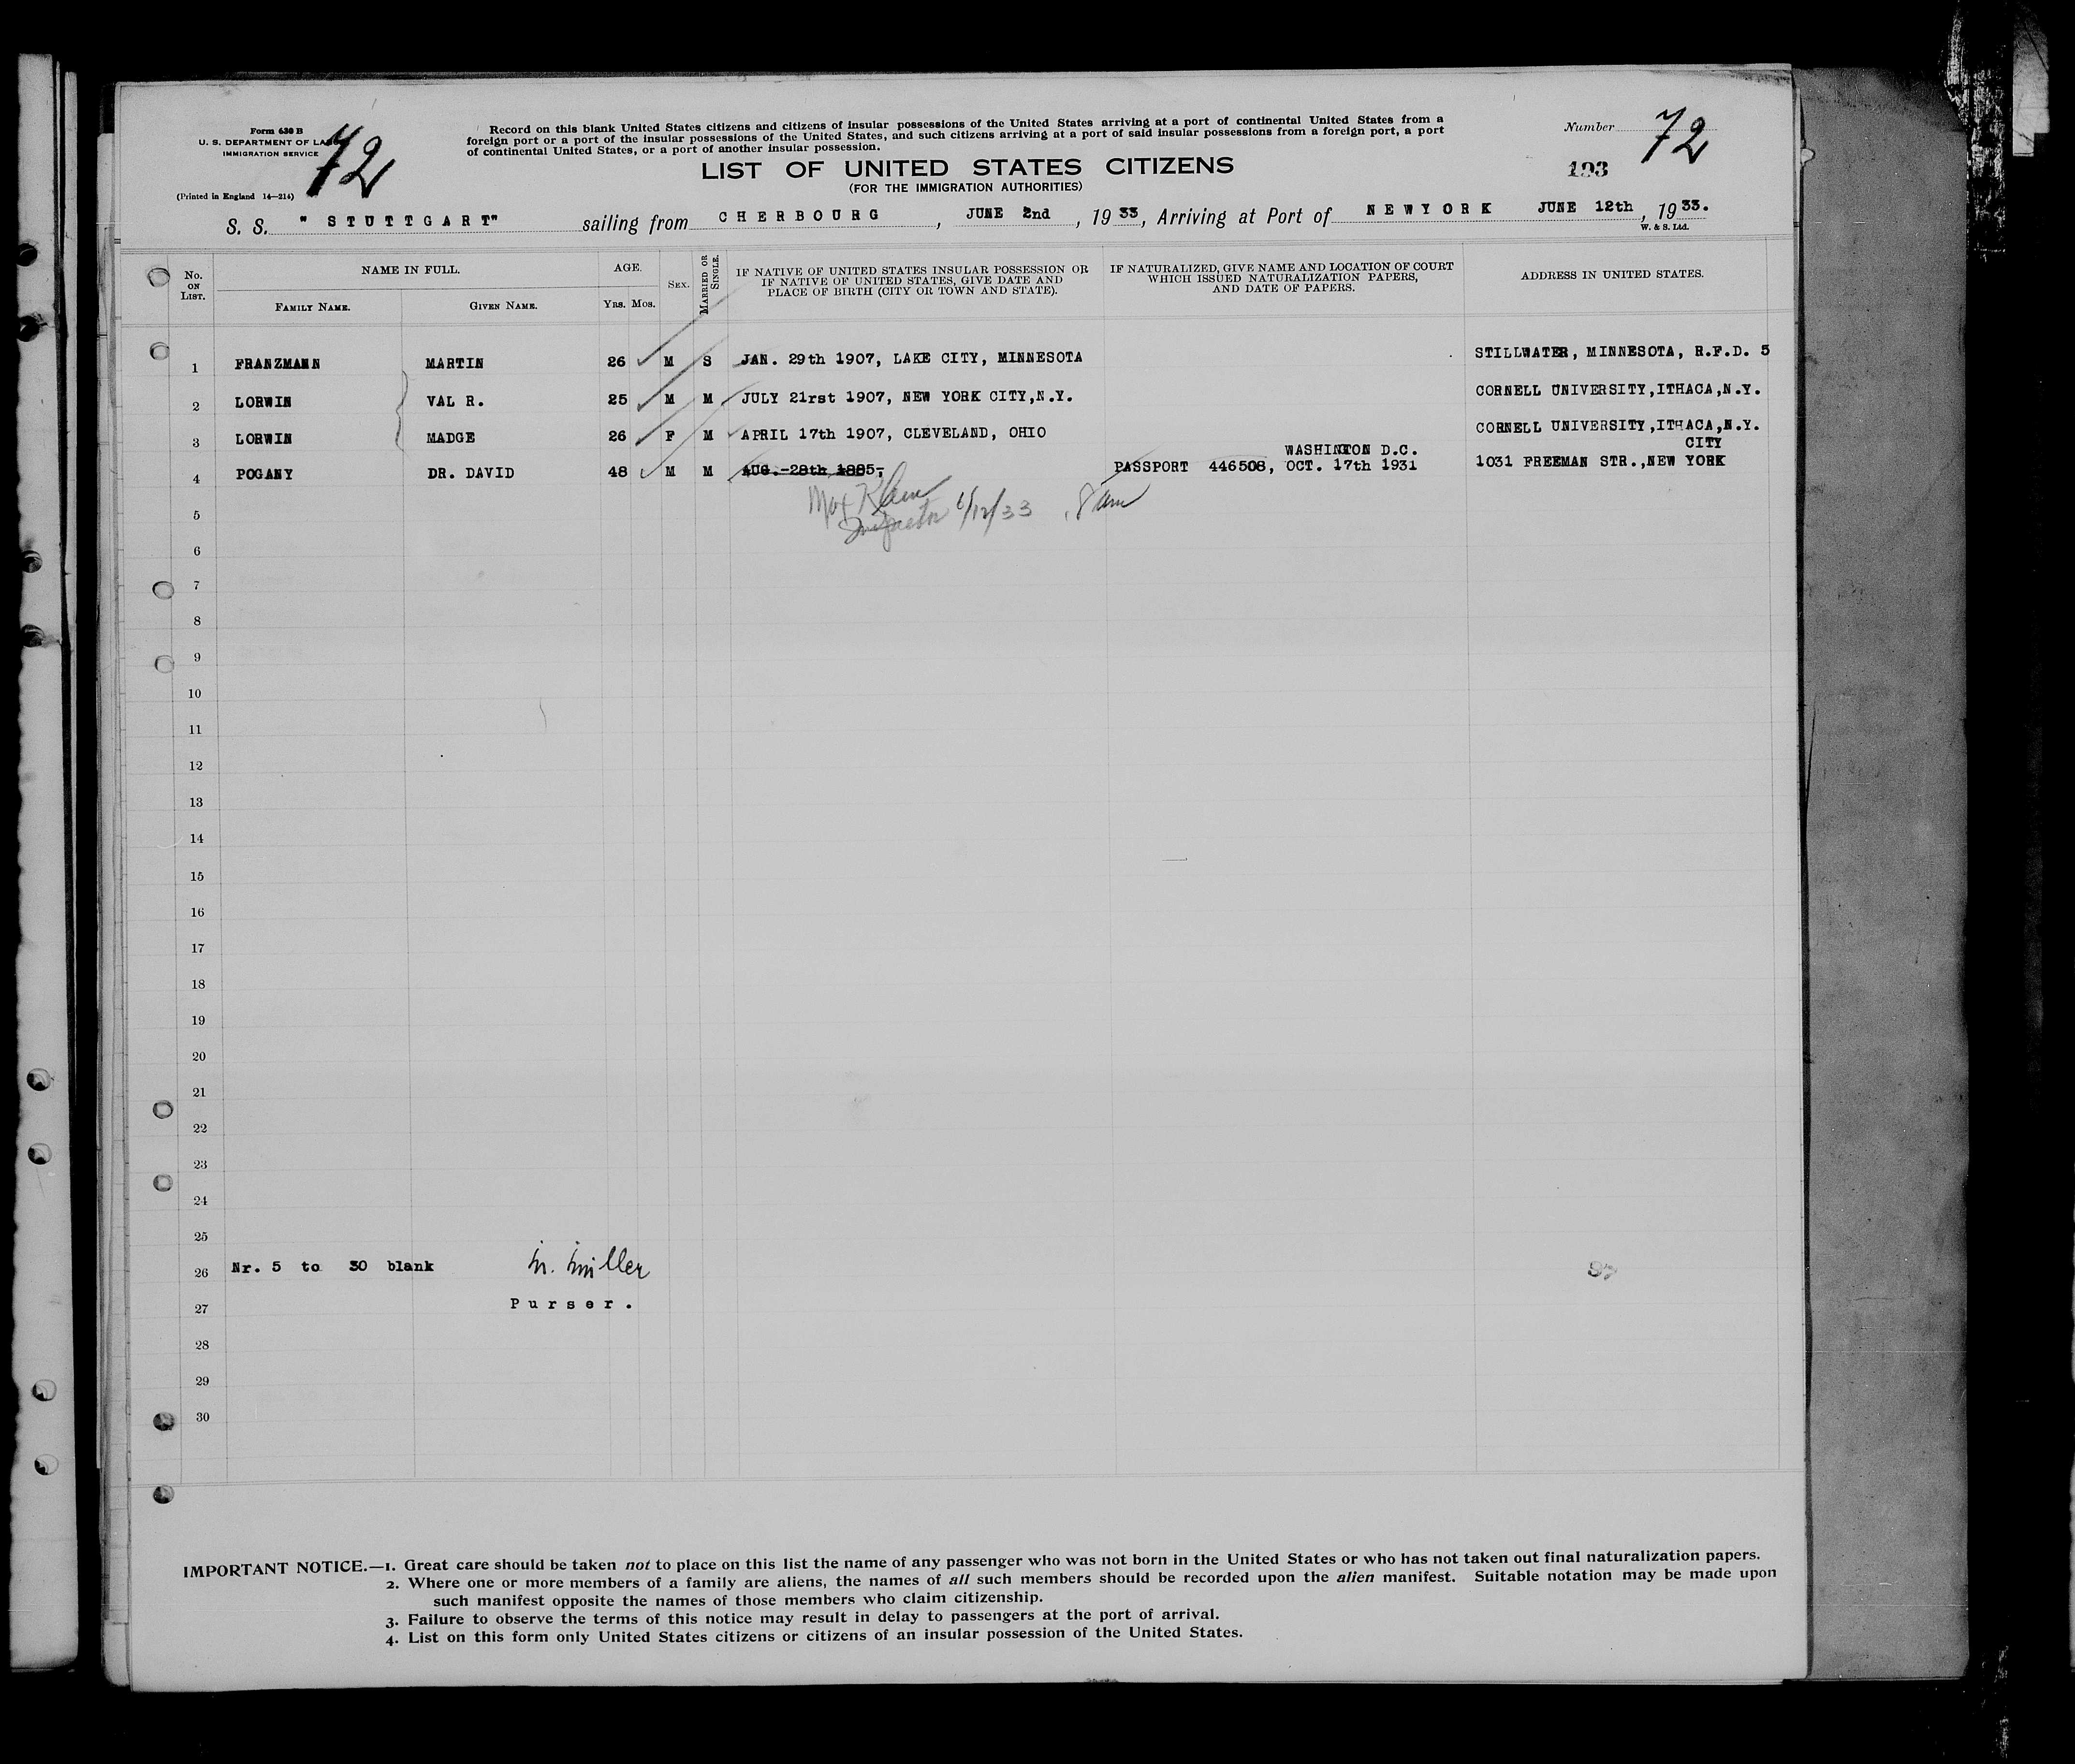 Form 630 B
U. S. DEPARTMENT OF
IMMIGRATION SERVICE
(Printed in England 14—214)
72
Record on this blank United States citizens and citizens of insular possessions of the United States arriving at a port of continental United States from a
foreign port or a port of the insular possessions of the United States, and such citizens arriving at a port of said insular possessions from a foreign port, a port
of continental United States, or a port of another insular possession.
Number 72
193
LIST OF UNITED STATES CITIZENS
(FOR THE IMMIGRATION AUTHORITIES)
S. S. " STUTTGART" sailing from CHERBOURG, JUNE 2nd, 1933, Arriving at Port of NEWYORK JUNE 12th, 1933.
W. & S. Ltd.
No. ON LIST. NAME IN FULL. AGE. SEX. MARRIED OR SINGLE. IF NATIVE OF UNITED STATES INSULAR POSSESSION OR IF NATIVE OF UNITED STATES, GIVE DATE AND PLACE OF BIRTH (CITY OR TOWN AND STATE). IF NATURALIZED, GIVE NAME AND LOCATION OF COURT WHICH ISSUED NATURALIZATION PAPERS, AND DATE OF PAPERS. ADDRESS IN UNITED STATES.
FAMILY NAME. GIVEN NAME. YRS. MOS.
1 FRANZMANN MARTIN 26 M S JAN. 29th 1907, LAKE CITY, MINNESOTA STILLWATER, MINNESOTA, R.F.D. 5
2 LORWIN VAL R. 25 M M JULY 21rst 1907, NEW YORK CITY,N.Y. CORNELL UNIVERSITY,ITHACA,N.Y.
3 LORWIN MADGE 26 F M APRIL 17th 1907, CLEVELAND, OHIO CORNELL UNIVERSITY,ITHACA,N.Y.
WASHINGTON D.C. CITY
4 POGANY DR. DAVID 48 M M AUG.-28th 1885, PASSPORT 446508, OCT. 17th 1931 1031 FREEMAN STR.,NEW YORK
Max Klein
Inspector 6/12/33 8 am
5
6
7
8
9
10
11
12
13
14
15
16
17
18
19
20
21
22
23
24
25
26 Nr. 5 to 30 blank
27 Purser.
28
29
30
IMPORTANT NOTICE.—1. Great care should be taken not to place on this list the name of any passenger who was not born in the United States or who has not taken out final naturalization papers.
2. Where one or more members of a family are aliens, the names of all such members should be recorded upon the alien manifest. Suitable notation may be made upon
such manifest opposite the names of those members who claim citizenship.
3. Failure to observe the terms of this notice may result in delay to passengers at the port of arrival.
4. List on this form only United States citizens or citizens of an insular possession of the United States.